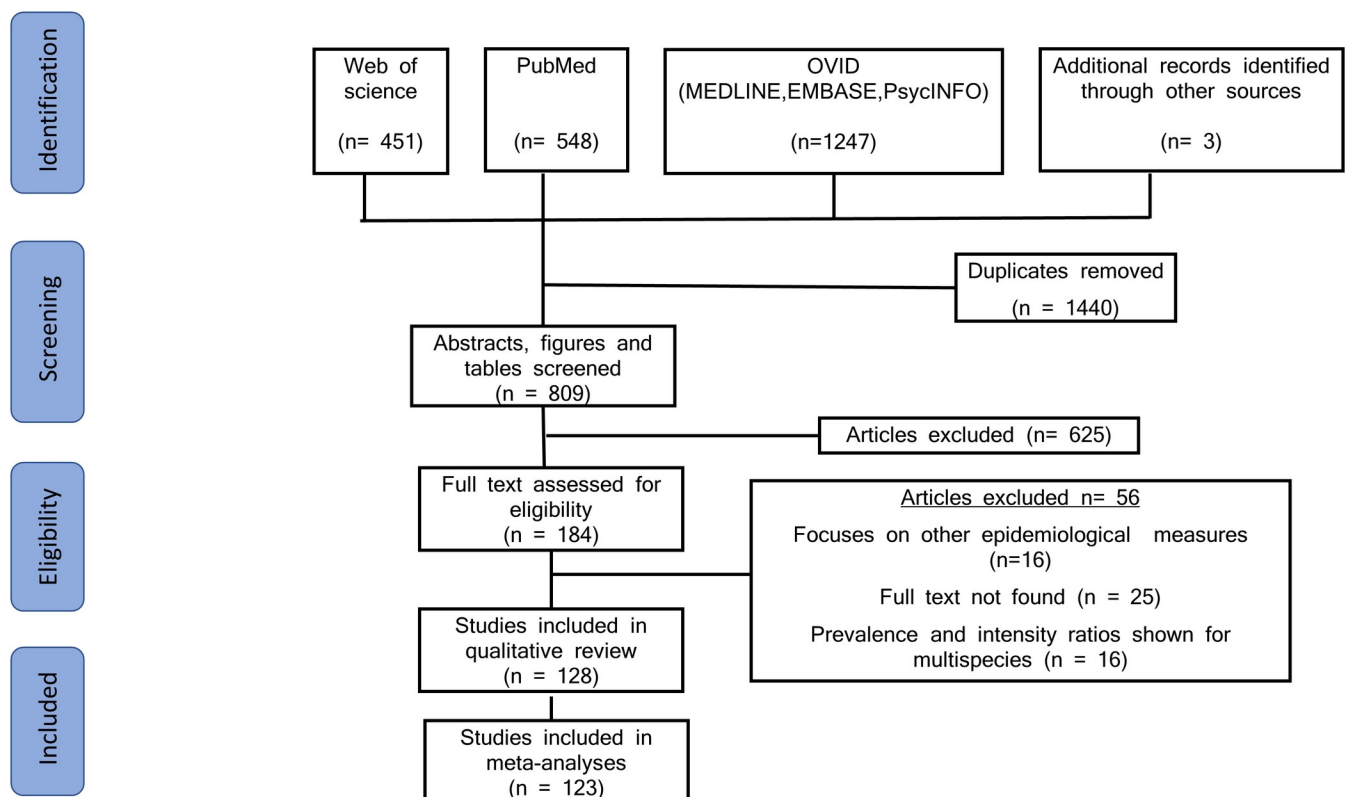 Identification
Web of
science
(n= 451)
PubMed
(n= 548)
OVID
(MEDLINE,EMBASE,PsycINFO)
(n=1247)
Additional records identified
through other sources
(n= 3)
Screening
Duplicates removed
(n = 1440)
Abstracts, figures and
tables screened
(n = 809)
Articles excluded (n= 625)
Eligibility
Full text assessed for
eligibility
(n = 184)
Articles excluded n= 56
Focuses on other epidemiological measures
(n=16)
Full text not found (n = 25)
Prevalence and intensity ratios shown for
multispecies (n = 16)
Included
Studies included in
qualitative review
(n = 128)
Studies included in
meta-analyses
(n = 123)